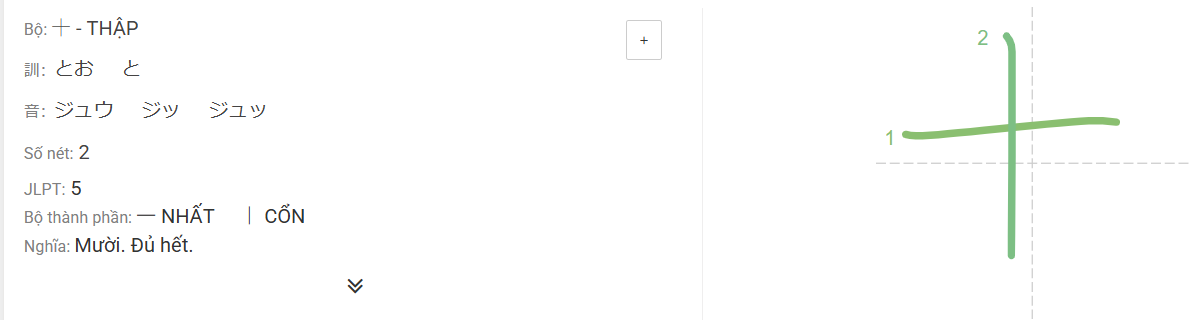 Bộ: 十 - THẬP
+
訓: とお と
音: ジュウ ジッ ジュッ
Số nét: 2
JLPT: 5
Bộ thành phần: 一 NHẤT 丨 CỔN
Nghĩa: Mười. Đủ hết.
2
1